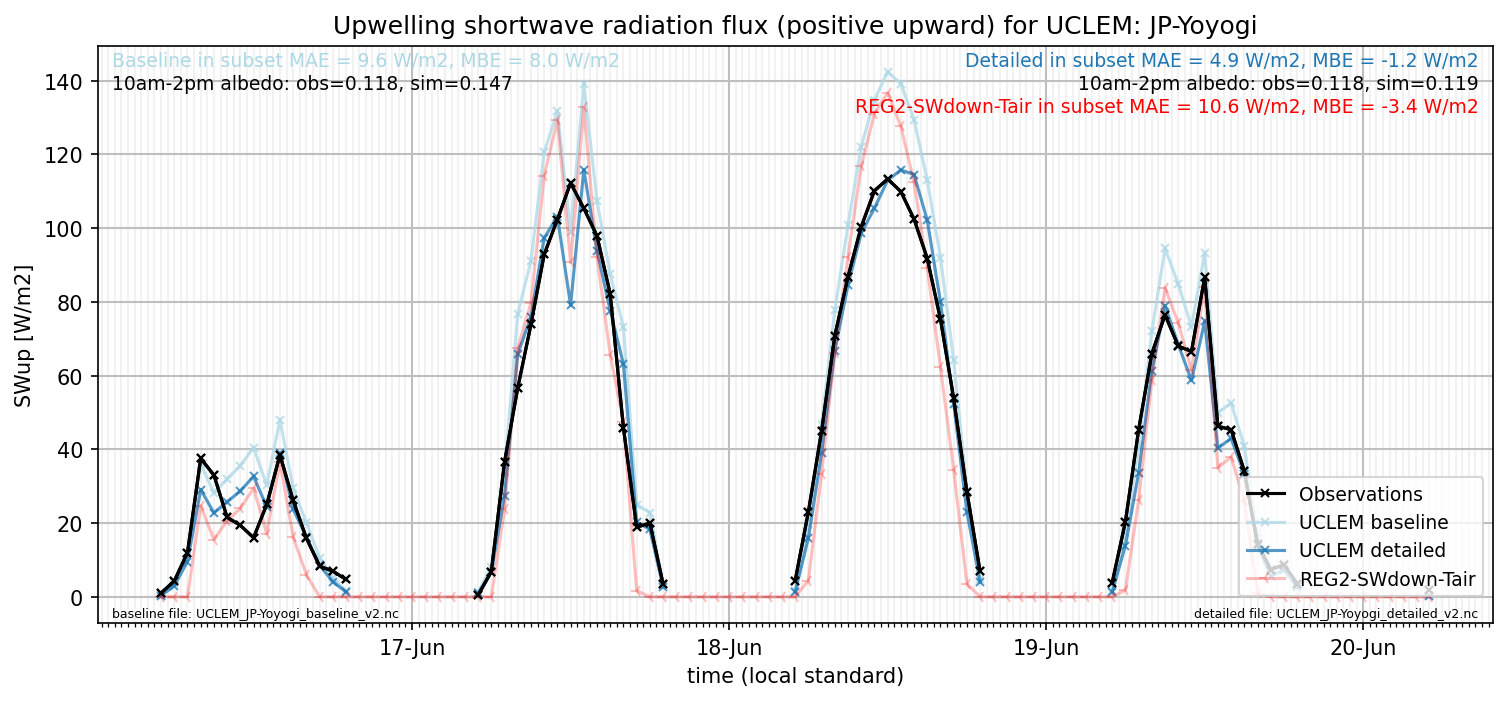 Upwelling shortwave radiation flux (positive upward) for UCLEM: JP-Yoyogi
Baseline in subset MAE = 9.6 W/m2, MBE = 8.0 W/m2
10am-2pm albedo: obs=0.118, sim=0.147
Detailed in subset MAE = 4.9 W/m2, MBE = -1.2 W/m2
10am-2pm albedo: obs=0.118, sim=0.119
REG2-SWdown-Tair in subset MAE = 10.6 W/m2, MBE = -3.4 W/m2
SWup [W/m2]
140
120
100
80
60
40
20
0
Observations
UCLEM baseline
UCLEM detailed
REG2-SWdown-Tair
baseline file: UCLEM_JP-Yoyogi_baseline_v2.nc
detailed file: UCLEM_JP-Yoyogi_detailed_v2.nc
17-Jun
18-Jun
19-Jun
20-Jun
time (local standard)